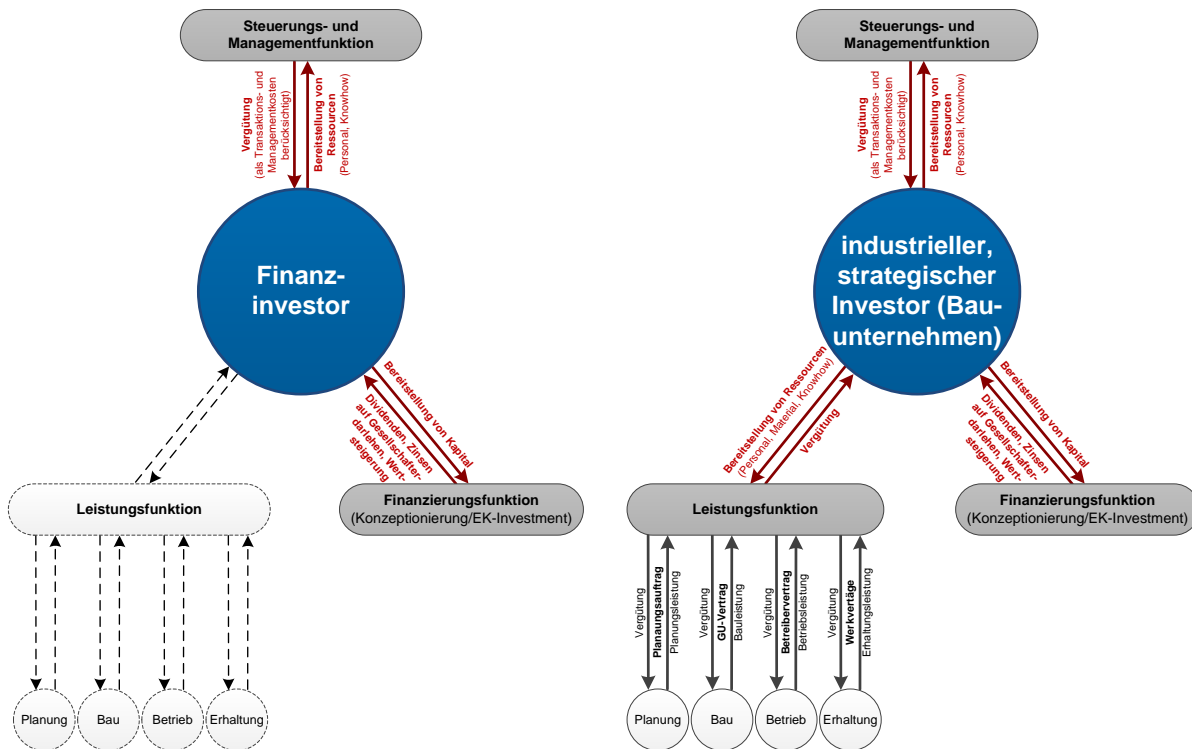 Steuerungs- und
Managementfunktion
Vergütung
(als Transaktions- und
Managementkosten
berücksichtigt)
Bereitstellung von
Ressourcen
(Personal, Knowhow)
Finanz-
investor
Bereitstellung von Kapital
Dividenden, Zinsen
auf Gesellschafter-
darlehen, Wert-
steigerung
Leistungsfunktion
Finanzierungsfunktion
(Konzeptionierung/EK-Investment)
Planung
Bau
Betrieb
Erhaltung
Steuerungs- und
Managementfunktion
Vergütung
(als Transaktions- und
Managementkosten
berücksichtigt)
Bereitstellung von
Ressourcen
(Personal, Knowhow)
industrieller,
strategischer
Investor (Bau-
unternehmen)
Bereitstellung von Ressourcen
(Personal, Material, Knowhow)
Vergütung
Bereitstellung von Kapital
Dividenden, Zinsen
auf Gesellschafter-
darlehen, Wert-
steigerung
Leistungsfunktion
Finanzierungsfunktion
(Konzeptionierung/EK-Investment)
Vergütung
Planaungsauftrag
Planungsleistung
Vergütung
GU-Vertrag
Bauleistung
Vergütung
Betreibervertrag
Betriebsleistung
Vergütung
Werkvertäge
Erhaltungsleistung
Planung
Bau
Betrieb
Erhaltung